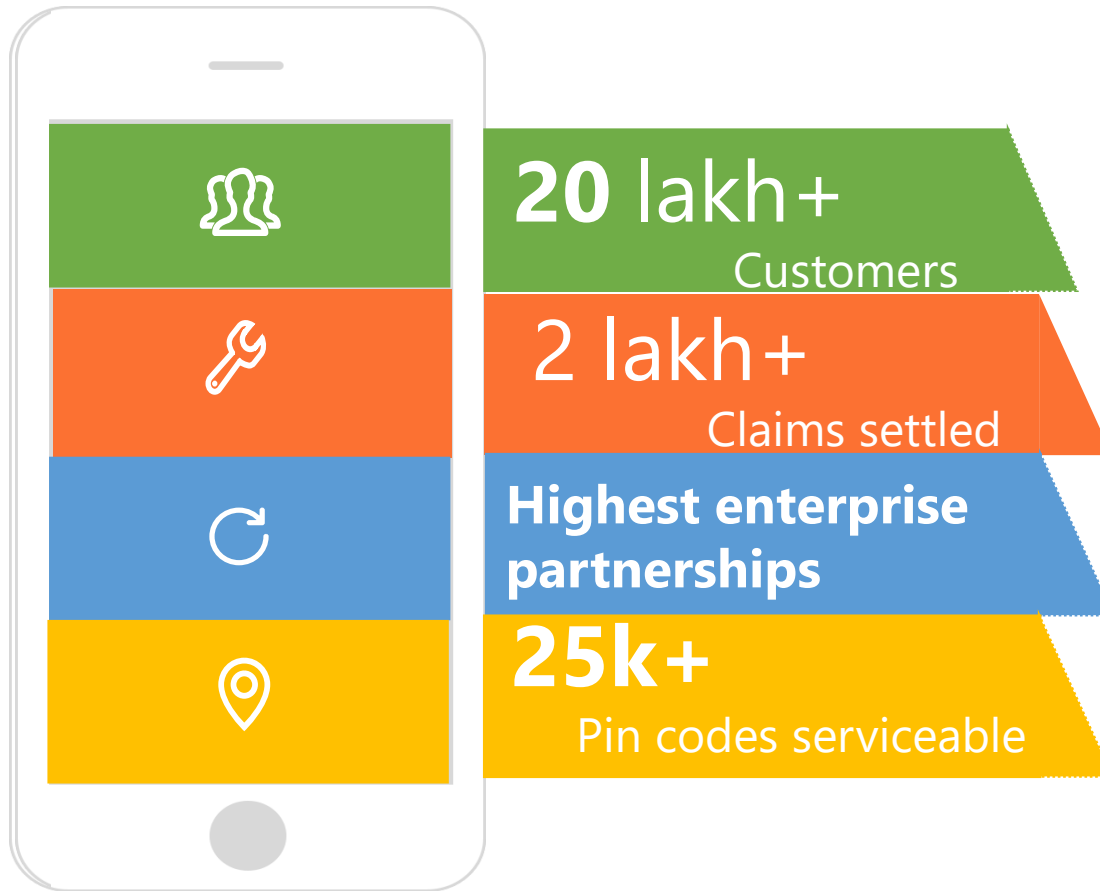 20 lakh+
Customers
2 lakh+
Claims settled
Highest enterprise
partnerships
25k+
Pin codes serviceable